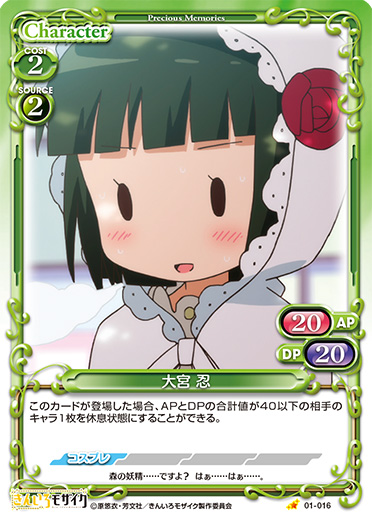 Precious Memories
Character
COST
2
SOURCE
2
20 AP
DP 20
大宮 忍
このカードが登場した場合、APとDPの合計値が40以下の相手の
キャラ1枚を休息状態にすることができる。
コスプレ
森の妖精……ですよ? はぁ……はぁ……。
きんいろモザイク
©原悠衣・芳文社/きんいろモザイク製作委員会
01-016